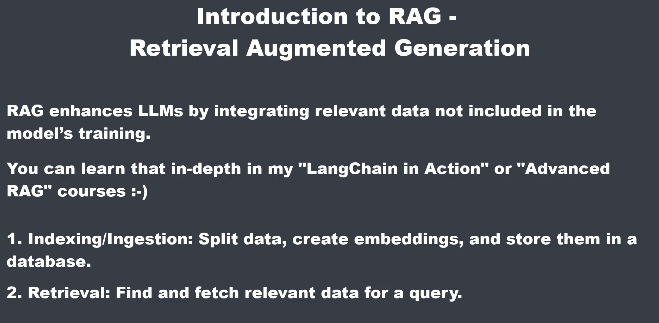 Introduction to RAG -
Retrieval Augmented Generation
RAG enhances LLMs by integrating relevant data not included in the
model’s training.
You can learn that in-depth in my "LangChain in Action" or "Advanced
RAG" courses :-)
1. Indexing/Ingestion: Split data, create embeddings, and store them in a
database.
2. Retrieval: Find and fetch relevant data for a query.